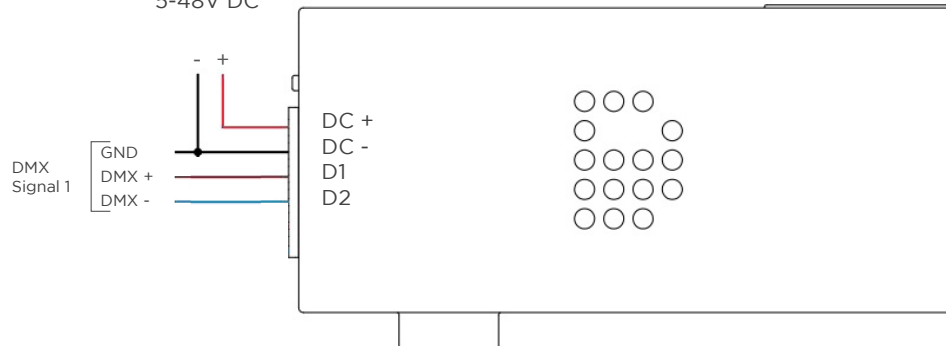 5-48V DC
- +
DC +
DC -
D1
D2
DMX
Signal 1
GND
DMX +
DMX -